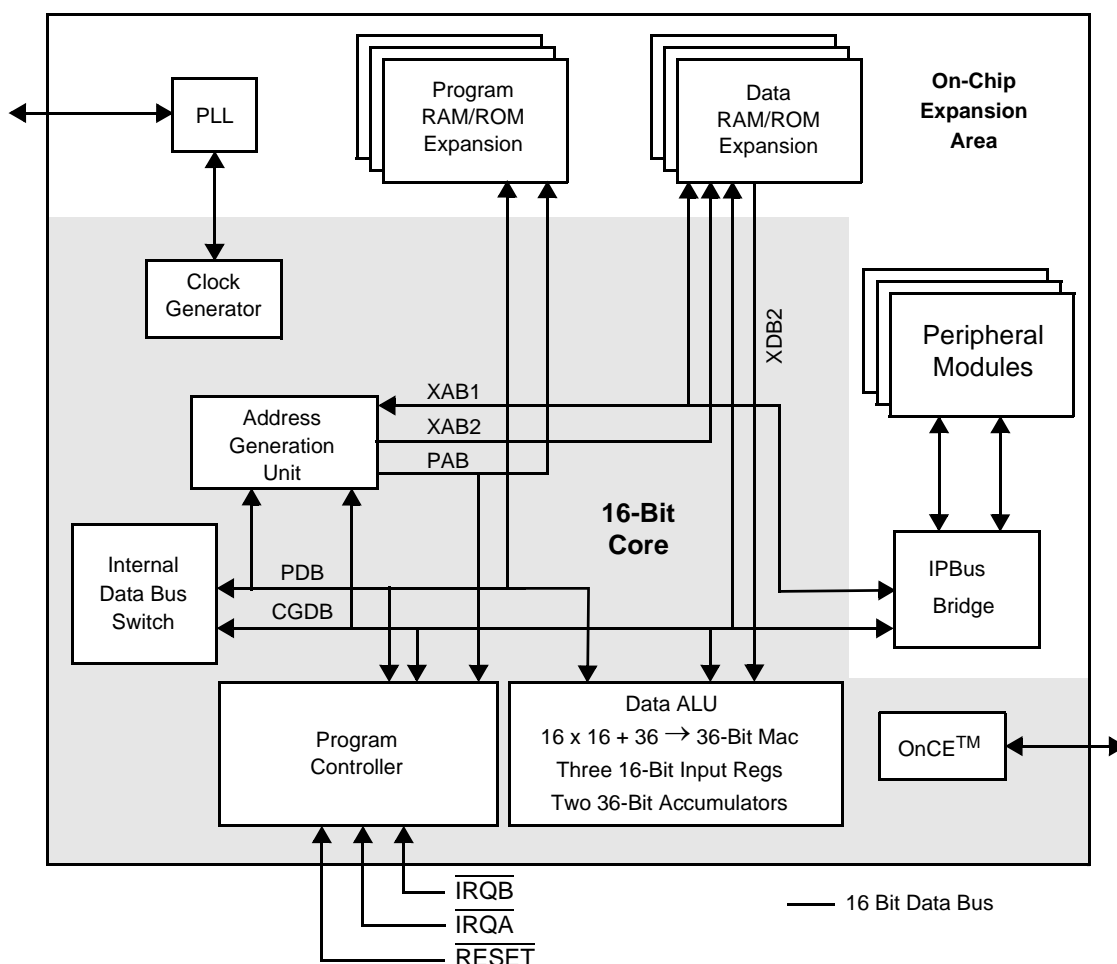 Program
RAM/ROM
Expansion
Data
RAM/ROM
Expansion
On-Chip
Expansion
Area
PLL
Clock
Generator
Peripheral
Modules
XDB2
XAB1
XAB2
PAB
Address
Generation
Unit
16-Bit
Core
Internal
Data Bus
Switch
PDB
CGDB
IPBus
Bridge
Program
Controller
Data ALU
16 x 16 + 36 → 36-Bit Mac
Three 16-Bit Input Regs
Two 36-Bit Accumulators
OnCE™
IRQB
IRQA
RESET
16 Bit Data Bus